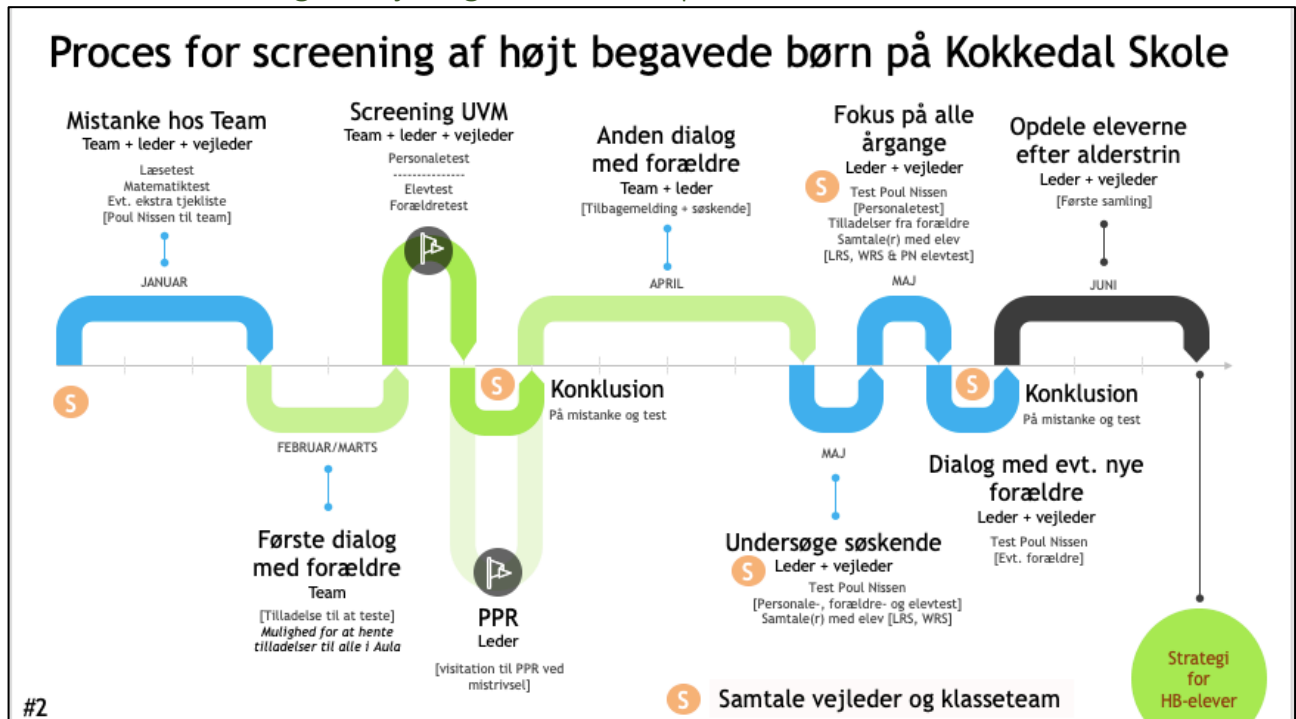 Proces for screening af højt begavede børn på Kokkedal Skole
Mistanke hos Team
Team + leder + vejleder
Læsetest
Matematiktest
Evt. ekstra tjekliste
[Poul Nissen til team]
JANUAR
S
Screening UVM
Team + leder + vejleder
Personaletest
---------------
Elevtest
Forældretest
Anden dialog
med forældre
Team + leder
[Tilbagemelding + søskende]
APRIL
Fokus på alle
årgange
Leder + vejleder
S
Test Poul Nissen
[Personaletest]
Tilladelser fra forældre
Samtale(r) med elev
[LRS, WRS & PN elevtest]
MAJ
Opdele eleverne
efter alderstrin
Leder + vejleder
[Første samling]
JUNI
FEBRUAR/MARTS
Første dialog
med forældre
Team
[Tilladelse til at teste]
Mulighed for at hente
tilladelser til alle i Aula
S
Konklusion
På mistanke og test
PPR
Leder
[visitation til PPR ved
mistrivsel]
MAJ
Undersøge søskende
S
Leder + vejleder
Test Poul Nissen
[Personale-, forældre- og elevtest]
Samtale(r) med elev [LRS, WRS]
S
Konklusion
På mistanke og test
Dialog med evt. nye
forældre
Leder + vejleder
Test Poul Nissen
[Evt. forældre]
Strategi
for
HB-elever
S Samtale vejleder og klasseteam
#2